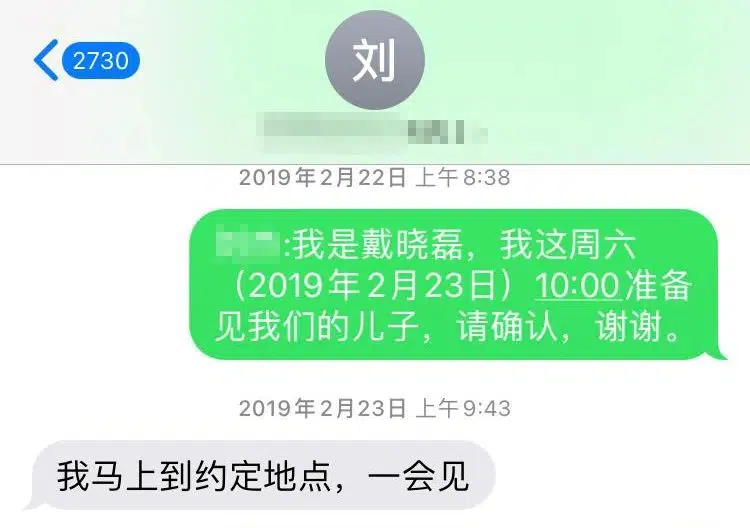 2730
刘
2019年2月22日 上午8:38
:我是戴晓磊，我这周六
（2019年2月23日）10:00准备
见我们的儿子，请确认，谢谢。
2019年2月23日 上午9:43
我马上到约定地点，一会见